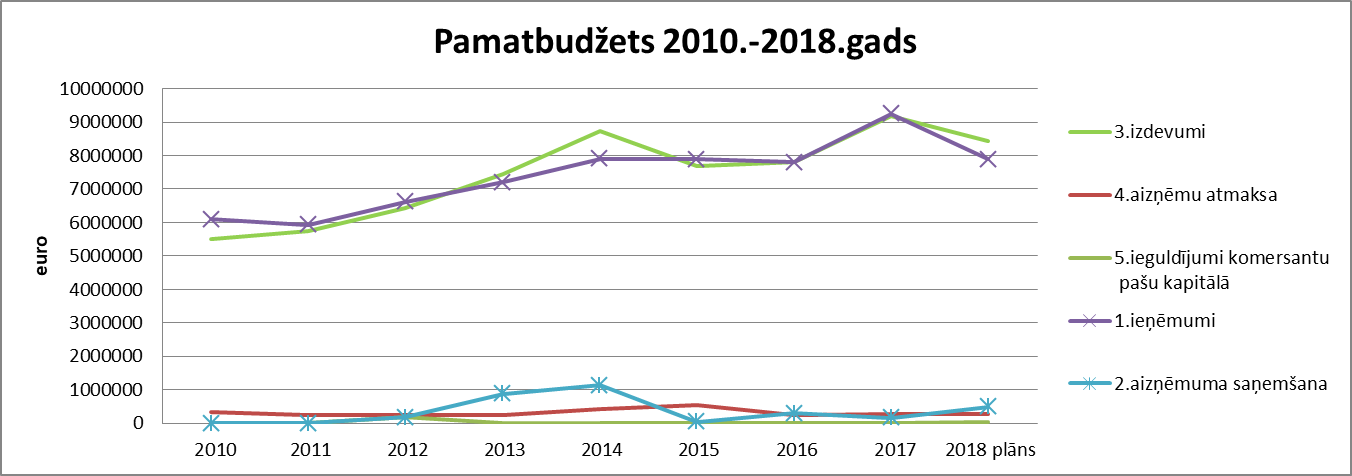 Pamatbudžets 2010.-2018.gads
10000000
9000000
8000000
7000000
6000000
5000000
4000000
3000000
2000000
1000000
0
euro
2010 2011 2012 2013 2014 2015 2016 2017 2018 plāns
3.izdevumi
4.aizņēmu atmaksa
5.ieguldījumi komersantu
pašu kapitālā
1.ieņēmumi
2.aizņēmuma saņemšana